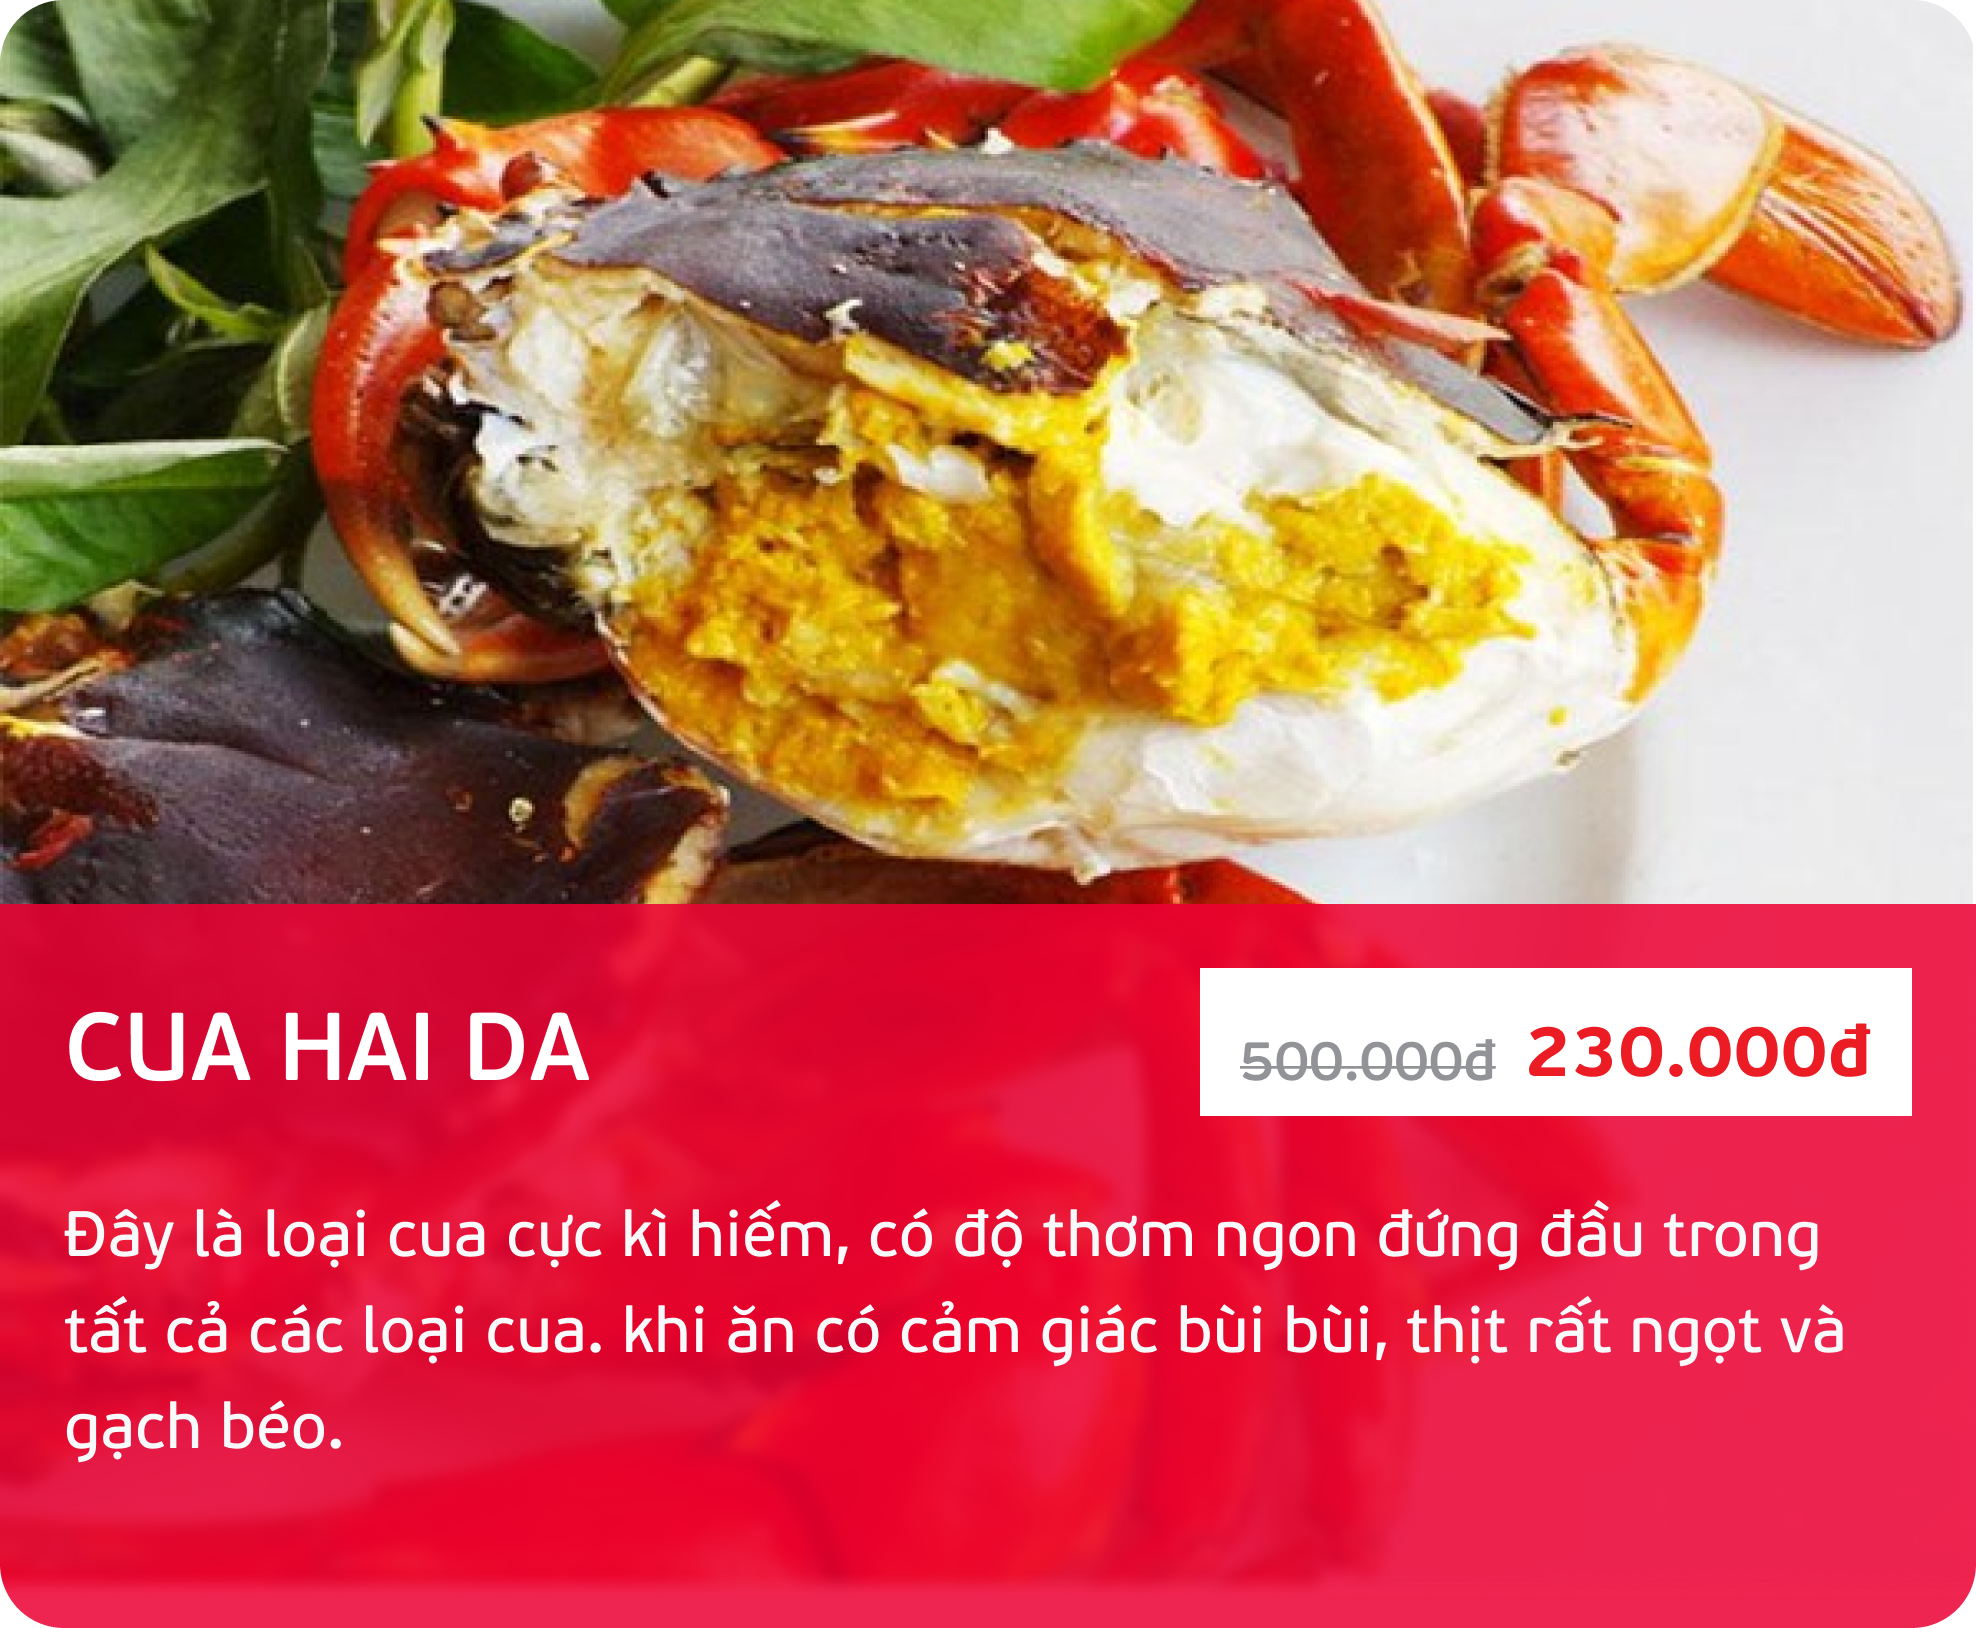 CUA HAI DA
500.000đ 230.000đ
Đây là loại cua cực kì hiếm, có độ thơm ngon đứng đầu trong
tất cả các loại cua. khi ăn có cảm giác bùi bùi, thịt rất ngọt và
gạch béo.